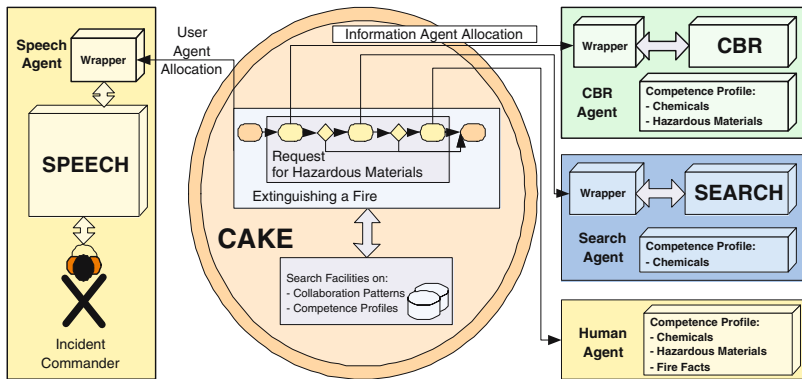 Speech
Agent
Wrapper
SPEECH
Incident
Commander
User
Agent
Allocation
Information Agent Allocation
Request
for Hazardous Materials
Extinguishing a Fire
CAKE
Search Facilities on:
- Collaboration Patterns
- Competence Profiles
Wrapper
CBR
CBR
Agent
Competence Profile:
- Chemicals
- Hazardous Materials
Wrapper
SEARCH
Search
Agent
Competence Profile:
- Chemicals
Human
Agent
Competence Profile:
- Chemicals
- Hazardous Materials
- Fire Facts